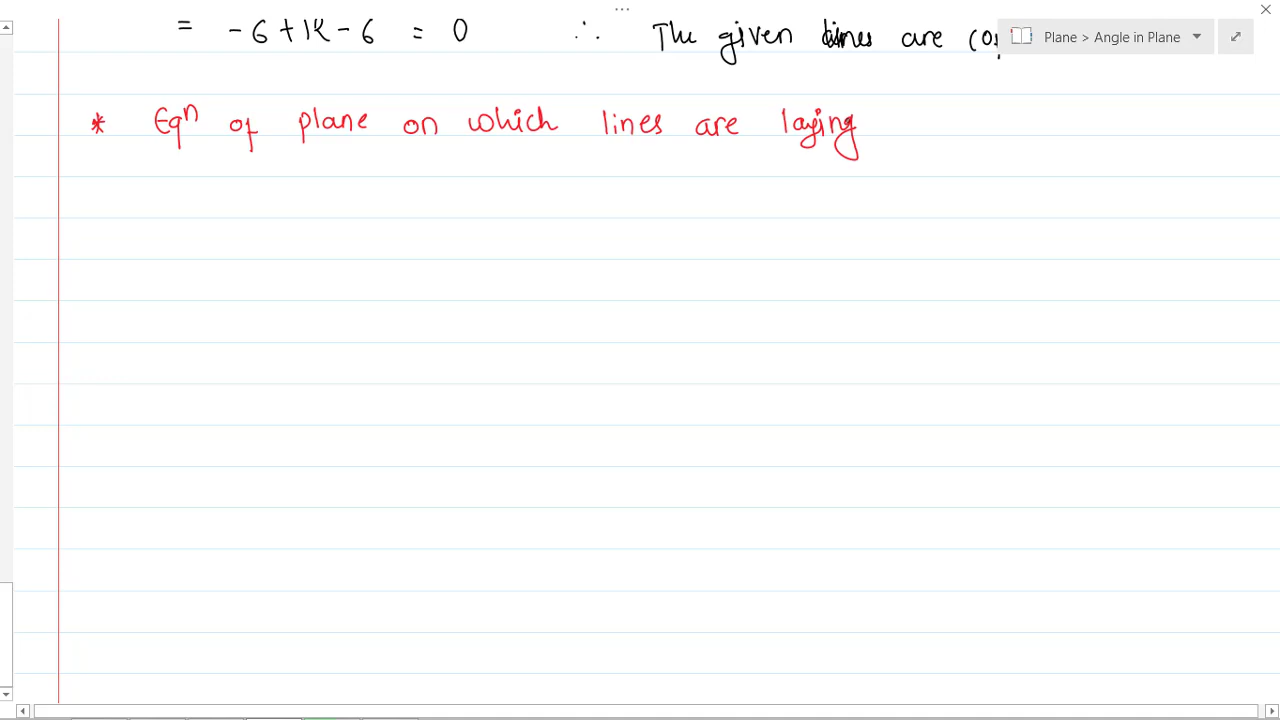 = -6 + 12 - 6 = 0 ∴ The given lines are
Plane > Angle in Plane
* Eqⁿ of plane on which lines are laying